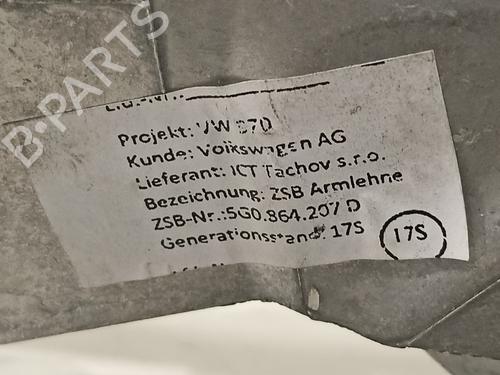 B-PARTS
Projekt: VW 370
Kunde: Volkswagen AG
Lieferant: ICT Tachov s.r.o.
Bezeichnung: ZSB Armlehne
ZSB-Nr.:5G0.864.207 D
Generationsstand: 17S
17S